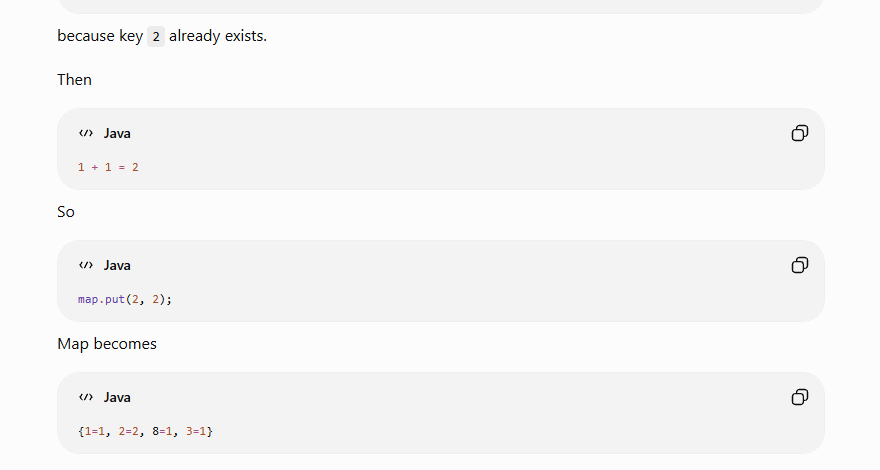 because key 2 already exists.
Then
Java
1 + 1 = 2
So
Java
map.put(2, 2);
Map becomes
Java
{1=1, 2=2, 8=1, 3=1}